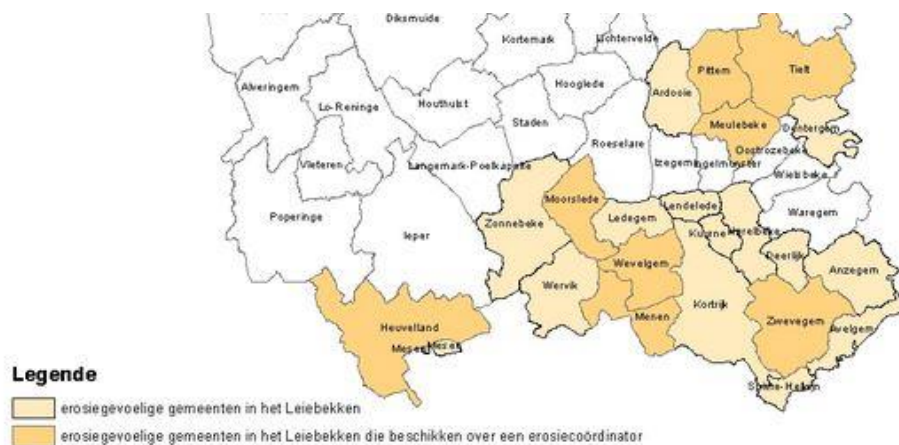 Diksmuide
Kortemark
Lichtervelde
Pittem
Tielt
Alveringem
Hooglede
Ardooie
Lo-Reninge
Houthulst
Staden
Meulebeke
Dentergem
Roeselare
Izegem
Ingelmunster
Oostrozebeke
Vleteren
Langemark-Poelkapelle
Wielsbeke
Moorslede
Lendelede
Waregem
Poperinge
Zonnebeke
Ledegem
Ieper
Kuurne
Harelbeke
Deerlijk
Wevelgem
Anzegem
Wervik
Kortrijk
Menen
Zwevegem
Avelgem
Heuvelland
Mesen
Mesen
Spiere-Helkijn
Legende
erosiegevoelige gemeenten in het Leiebekken
erosiegevoelige gemeenten in het Leiebekken die beschikken over een erosiecoördinator